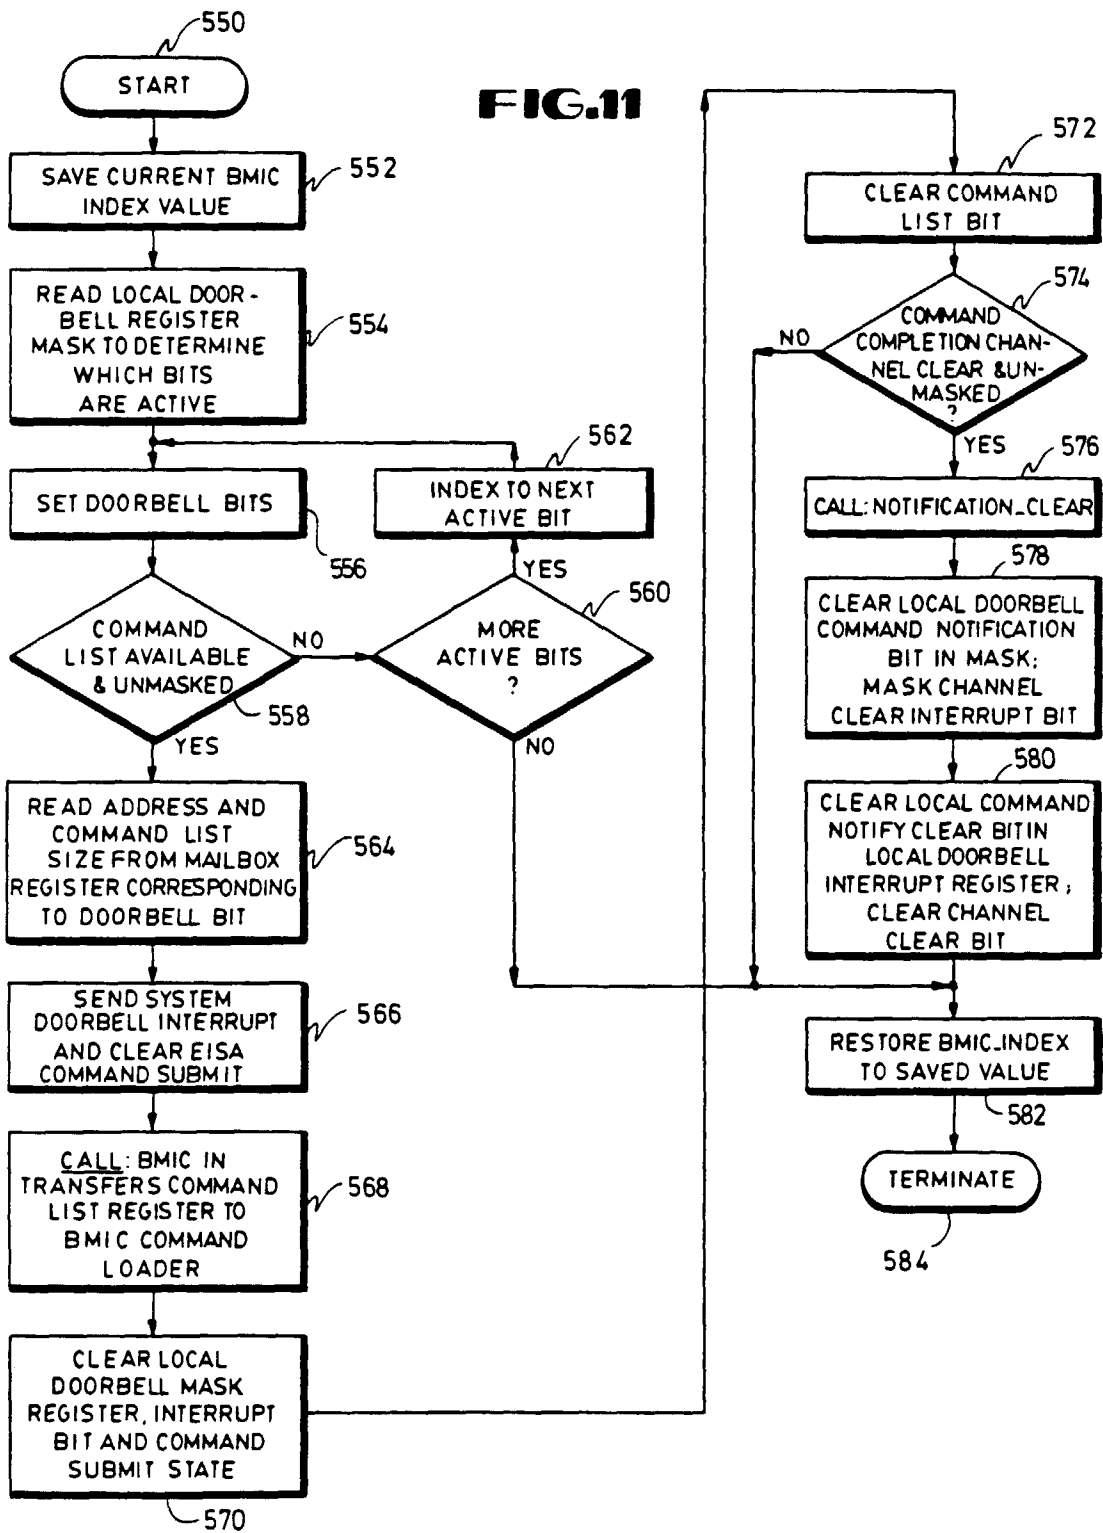 550
START
FIG.11
SAVE CURRENT BMIC
INDEX VALUE
552
READ LOCAL DOOR-
BELL REGISTER
MASK TO DETERMINE
WHICH BITS
ARE ACTIVE
554
SET DOORBELL BITS
556
INDEX TO NEXT
ACTIVE BIT
562
YES
COMMAND
LIST AVAILABLE
& UNMASKED
558
NO
YES
MORE
ACTIVE BITS
?
560
NO
READ ADDRESS AND
COMMAND LIST
SIZE FROM MAILBOX
REGISTER CORRESPONDING
TO DOORBELL BIT
564
SEND SYSTEM
DOORBELL INTERRUPT
AND CLEAR EISA
COMMAND SUBMIT
566
CALL: BMIC IN
TRANSFERS COMMAND
LIST REGISTER TO
BMIC COMMAND
LOADER
568
CLEAR LOCAL
DOORBELL MASK
REGISTER, INTERRUPT
BIT AND COMMAND
SUBMIT STATE
570
572
CLEAR COMMAND
LIST BIT
574
COMMAND
COMPLETION CHAN-
NEL CLEAR & UN-
MASKED
?
NO
YES
576
CALL: NOTIFICATION_CLEAR
578
CLEAR LOCAL DOORBELL
COMMAND NOTIFICATION
BIT IN MASK;
MASK CHANNEL
CLEAR INTERRUPT BIT
580
CLEAR LOCAL COMMAND
NOTIFY CLEAR BIT IN
LOCAL DOORBELL
INTERRUPT REGISTER;
CLEAR CHANNEL
CLEAR BIT
RESTORE BMIC_INDEX
TO SAVED VALUE
582
TERMINATE
584